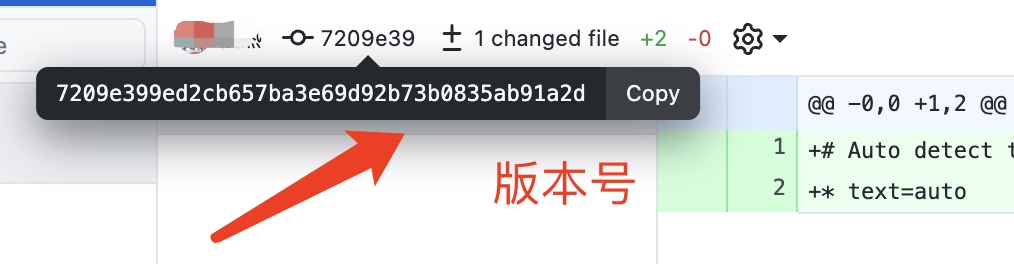 e
7209e39 ± 1 changed file +2 -0
7209e399ed2cb657ba3e69d92b73b0835ab91a2d Copy
@@ -0,0 +1,2 @@
1 +# Auto detect t
2 +* text=auto
版本号